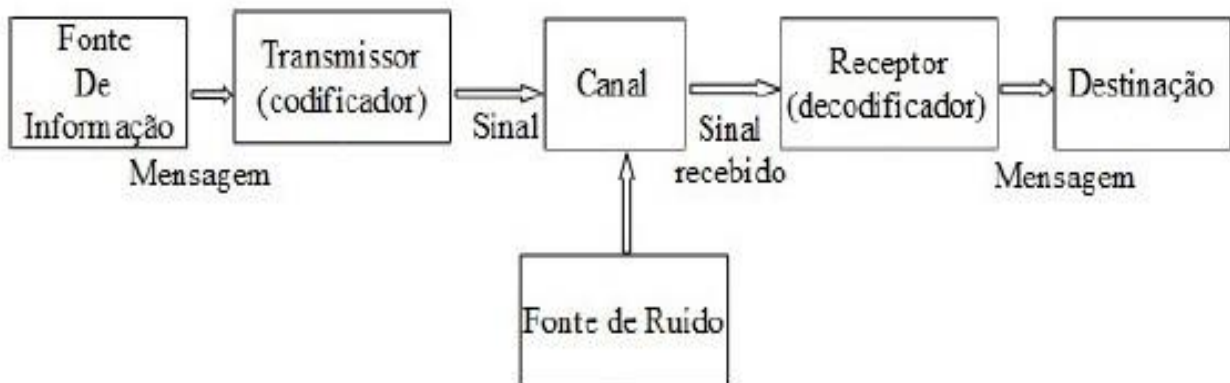 Fonte
De
Informação
Mensagem
Transmissor
(codificador)
Sinal
Canal
Sinal
recebido
Receptor
(decodificador)
Mensagem
Destinação
Fonte de Ruido